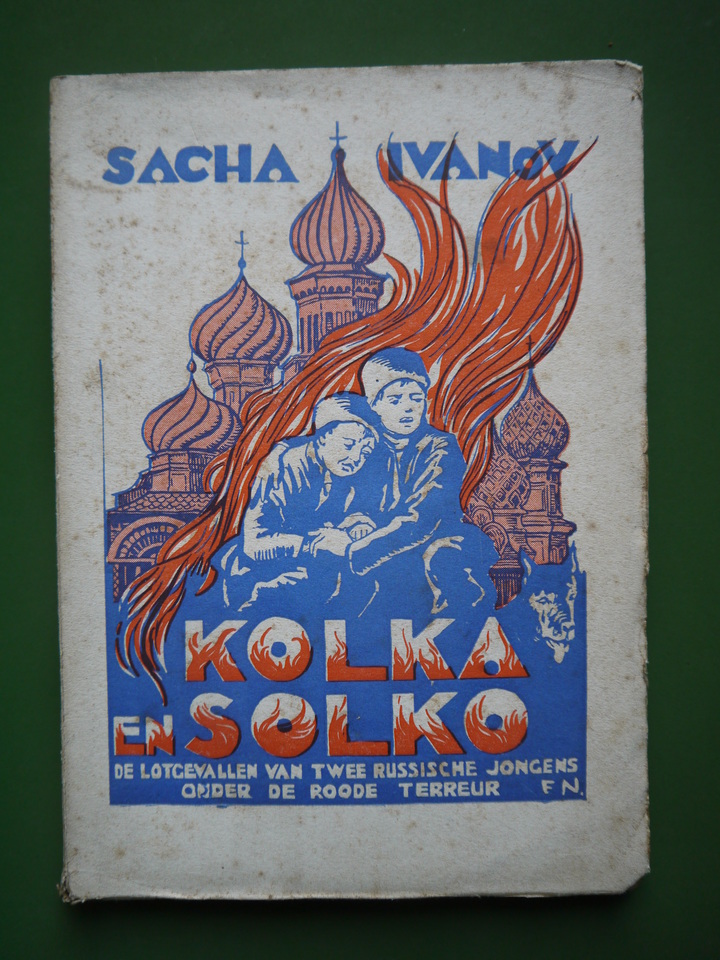 SACHA IVANOV
KOLKA
EN SOLKO
DE LOTGEVALLEN VAN TWEE RUSSISCHE JONGENS
ONDER DE ROODE TERREUR F N.